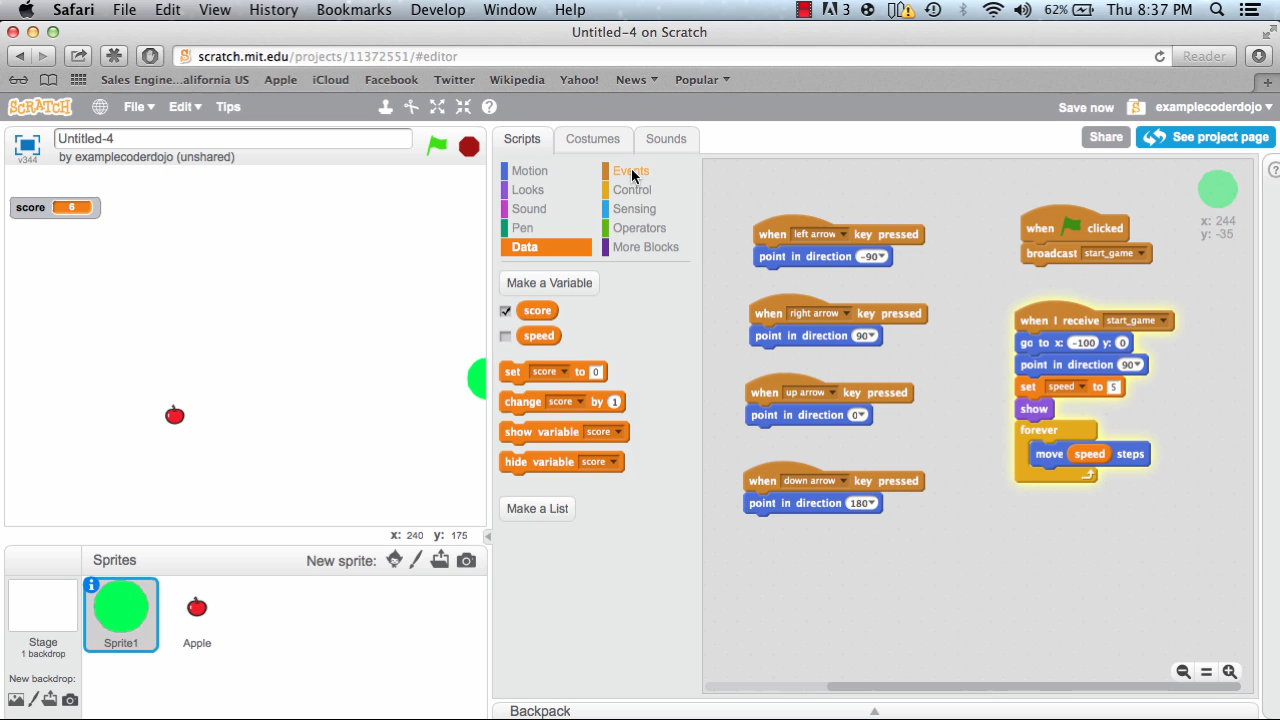 Safari File Edit View History Bookmarks Develop Window Help 3 62% Thu 8:37 PM
Untitled-4 on Scratch
scratch.mit.edu/projects/11372551/#editor Reader
Sales Engine...alifornia US Apple iCloud Facebook Twitter Wikipedia Yahoo! News Popular
SCRATCH File Edit Tips Save now examplecoderdojo
Untitled-4
by examplecoderdojo (unshared)
v344
Scripts Costumes Sounds Share See project page
Motion Events
Looks Control
Sound Sensing
Pen Operators
Data More Blocks
score 6
Make a Variable
score
speed
set score to 0
change score by 1
show variable score
hide variable score
Make a List
when left arrow key pressed
point in direction -90
when right arrow key pressed
point in direction 90
when up arrow key pressed
point in direction 0
when down arrow key pressed
point in direction 180
when clicked
broadcast start_game
when I receive start_game
go to x: -100 y: 0
point in direction 90
set speed to 5
show
forever
move speed steps
x: 244
y: -35
x: 240 y: 175
Sprites New sprite:
Stage
1 backdrop
New backdrop:
Sprite1
Apple
Backpack